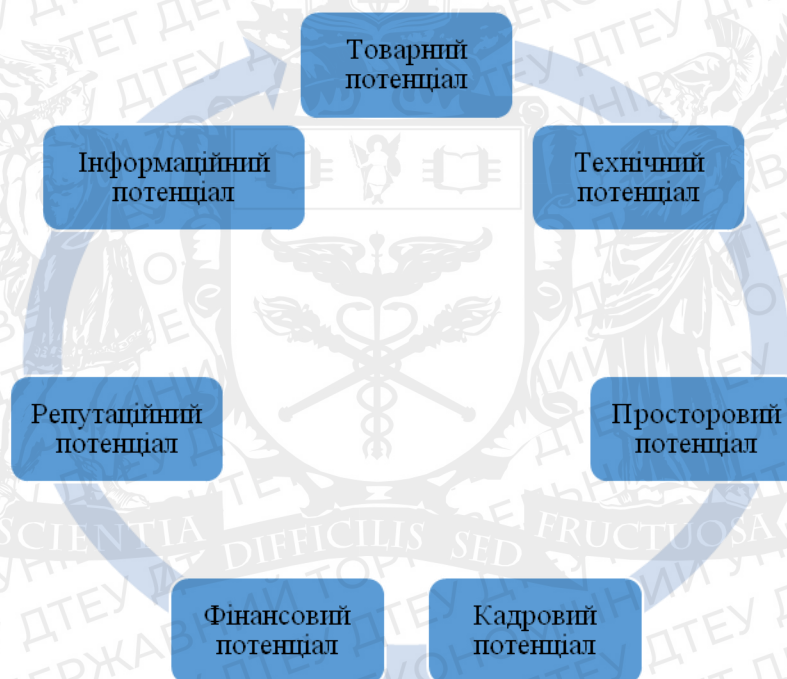 Товарний
потенціал
Технічний
потенціал
Просторовий
потенціал
Кадровий
потенціал
Фінансовий
потенціал
Репутаційний
потенціал
Інформаційний
потенціал
SCIENTIA DIFFICILIS SED FRUCTUOSA